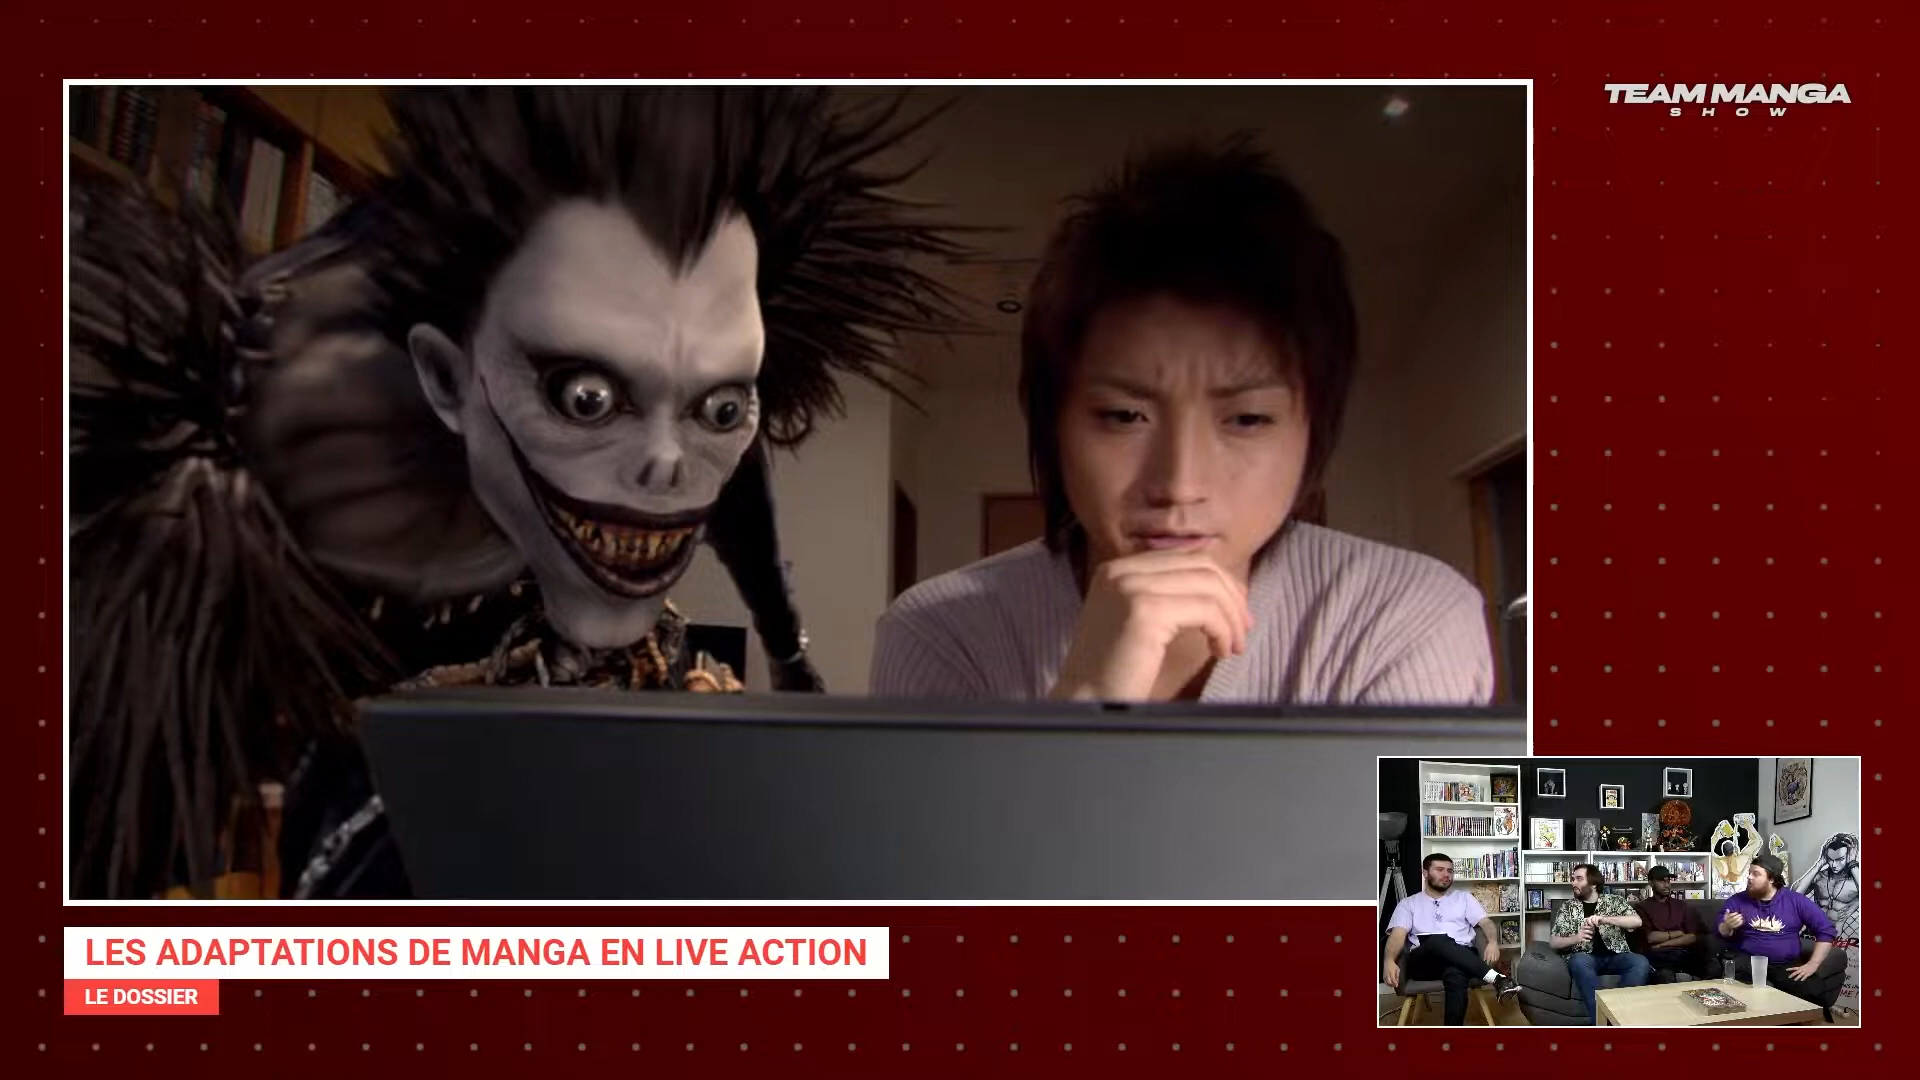 TEAM MANGA
SHOW
LES ADAPTATIONS DE MANGA EN LIVE ACTION
LE DOSSIER